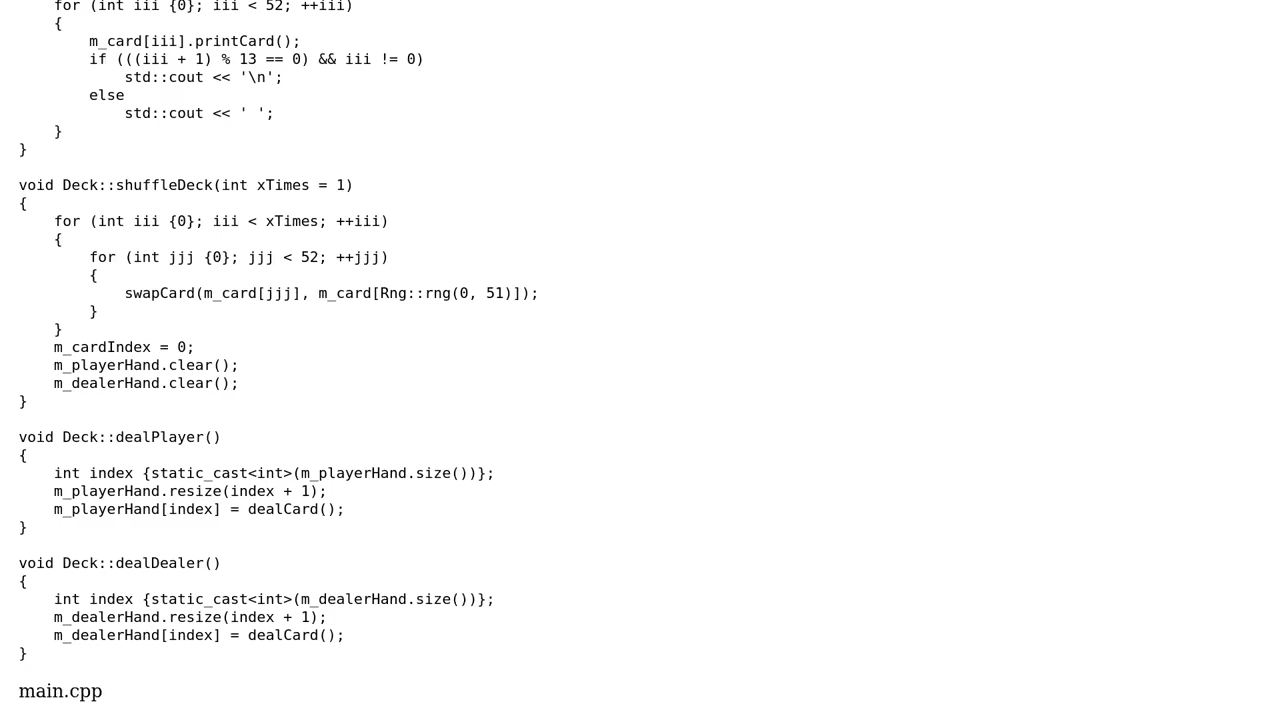 for (int iii {0}; iii < 52; ++iii)
    {
        m_card[iii].printCard();
        if (((iii + 1) % 13 == 0) && iii != 0)
            std::cout << '\n';
        else
            std::cout << ' ';
    }
}

void Deck::shuffleDeck(int xTimes = 1)
{
    for (int iii {0}; iii < xTimes; ++iii)
    {
        for (int jjj {0}; jjj < 52; ++jjj)
        {
            swapCard(m_card[jjj], m_card[Rng::rng(0, 51)]);
        }
    }
    m_cardIndex = 0;
    m_playerHand.clear();
    m_dealerHand.clear();
}

void Deck::dealPlayer()
{
    int index {static_cast<int>(m_playerHand.size())};
    m_playerHand.resize(index + 1);
    m_playerHand[index] = dealCard();
}

void Deck::dealDealer()
{
    int index {static_cast<int>(m_dealerHand.size())};
    m_dealerHand.resize(index + 1);
    m_dealerHand[index] = dealCard();
}

main.cpp